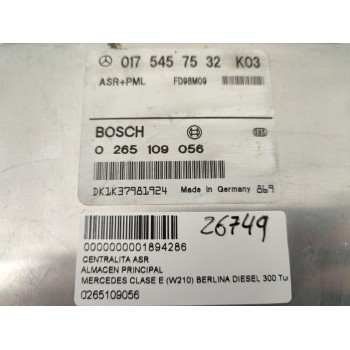 017 545 75 32 K03
ASR+PML FD98M09
BOSCH
0 265 109 056
DK1K37981924 Made in Germany 869
26749
0000000001894286
CENTRALITA ASR
ALMACEN PRINCIPAL
MERCEDES CLASE E (W210) BERLINA DIESEL 300 Tur
0265109056